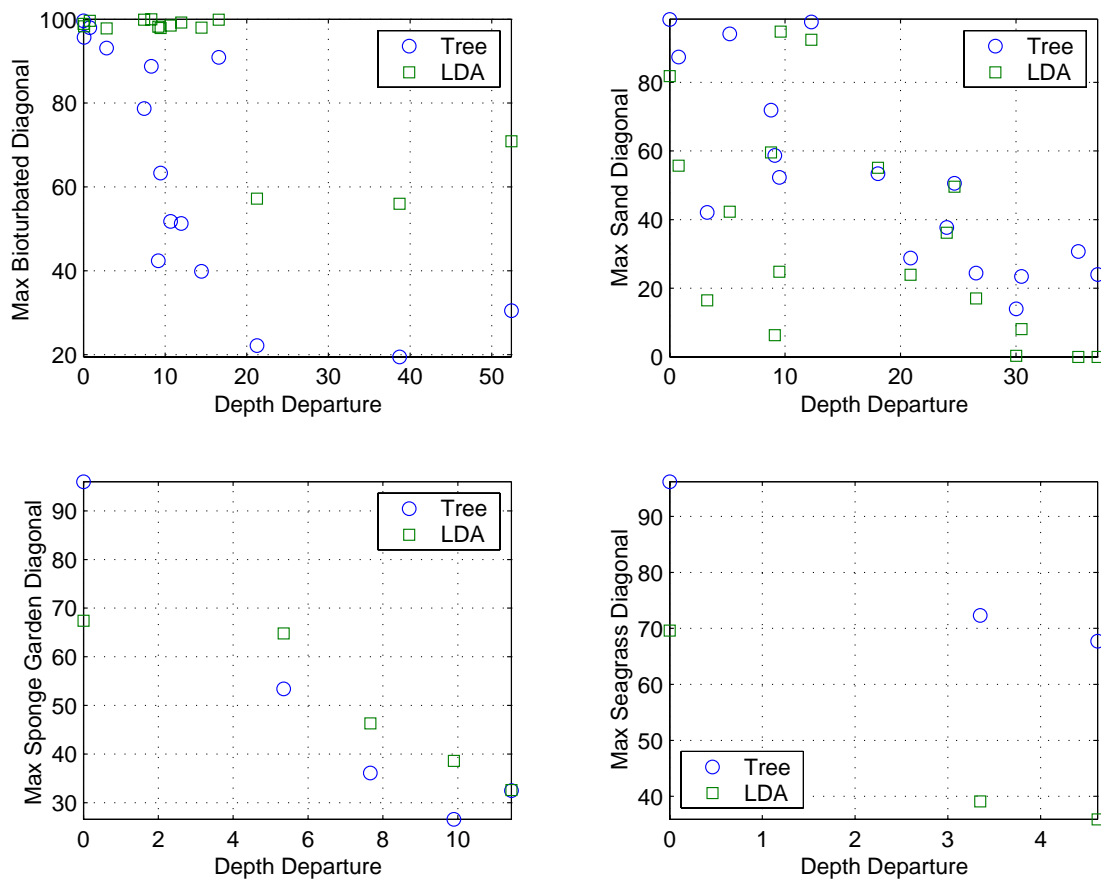 100
80
60
40
20
0
10
20
30
40
50
Max Bioturbated Diagonal
Depth Departure
Tree
LDA
80
60
40
20
0
0
10
20
30
Max Sand Diagonal
Depth Departure
Tree
LDA
90
80
70
60
50
40
30
0
2
4
6
8
10
Max Sponge Garden Diagonal
Depth Departure
Tree
LDA
90
80
70
60
50
40
0
1
2
3
4
Max Seagrass Diagonal
Depth Departure
Tree
LDA